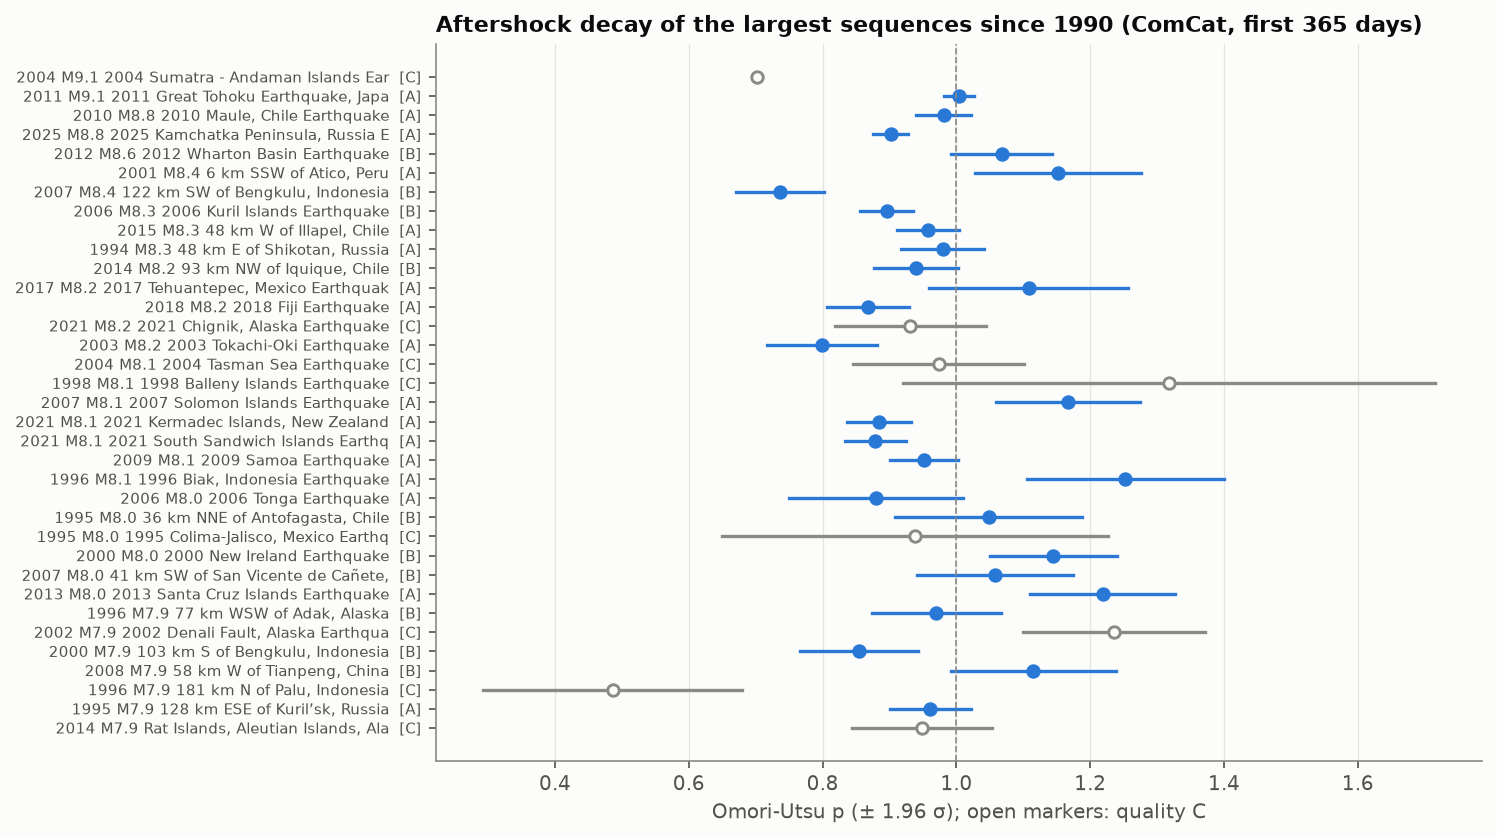 Aftershock decay of the largest sequences since 1990 (ComCat, first 365 days)
2004 M9.1 2004 Sumatra - Andaman Islands Ear [C]
2011 M9.1 2011 Great Tohoku Earthquake, Japa [A]
2010 M8.8 2010 Maule, Chile Earthquake [A]
2025 M8.8 2025 Kamchatka Peninsula, Russia E [A]
2012 M8.6 2012 Wharton Basin Earthquake [B]
2001 M8.4 6 km SSW of Atico, Peru [A]
2007 M8.4 122 km SW of Bengkulu, Indonesia [B]
2006 M8.3 2006 Kuril Islands Earthquake [B]
2015 M8.3 48 km W of Illapel, Chile [A]
1994 M8.3 48 km E of Shikotan, Russia [A]
2014 M8.2 93 km NW of Iquique, Chile [B]
2017 M8.2 2017 Tehuantepec, Mexico Earthquak [A]
2018 M8.2 2018 Fiji Earthquake [A]
2021 M8.2 2021 Chignik, Alaska Earthquake [C]
2003 M8.2 2003 Tokachi-Oki Earthquake [A]
2004 M8.1 2004 Tasman Sea Earthquake [C]
1998 M8.1 1998 Balleny Islands Earthquake [C]
2007 M8.1 2007 Solomon Islands Earthquake [A]
2021 M8.1 2021 Kermadec Islands, New Zealand [A]
2021 M8.1 2021 South Sandwich Islands Earthq [A]
2009 M8.1 2009 Samoa Earthquake [A]
1996 M8.1 1996 Biak, Indonesia Earthquake [A]
2006 M8.0 2006 Tonga Earthquake [A]
1995 M8.0 36 km NNE of Antofagasta, Chile [B]
1995 M8.0 1995 Colima-Jalisco, Mexico Earthq [C]
2000 M8.0 2000 New Ireland Earthquake [B]
2007 M8.0 41 km SW of San Vicente de Cañete, [B]
2013 M8.0 2013 Santa Cruz Islands Earthquake [A]
1996 M7.9 77 km WSW of Adak, Alaska [B]
2002 M7.9 2002 Denali Fault, Alaska Earthqua [C]
2000 M7.9 103 km S of Bengkulu, Indonesia [B]
2008 M7.9 58 km W of Tianpeng, China [B]
1996 M7.9 181 km N of Palu, Indonesia [C]
1995 M7.9 128 km ESE of Kuril’sk, Russia [A]
2014 M7.9 Rat Islands, Aleutian Islands, Ala [C]
0.4 0.6 0.8 1.0 1.2 1.4 1.6
Omori-Utsu p (± 1.96 σ); open markers: quality C